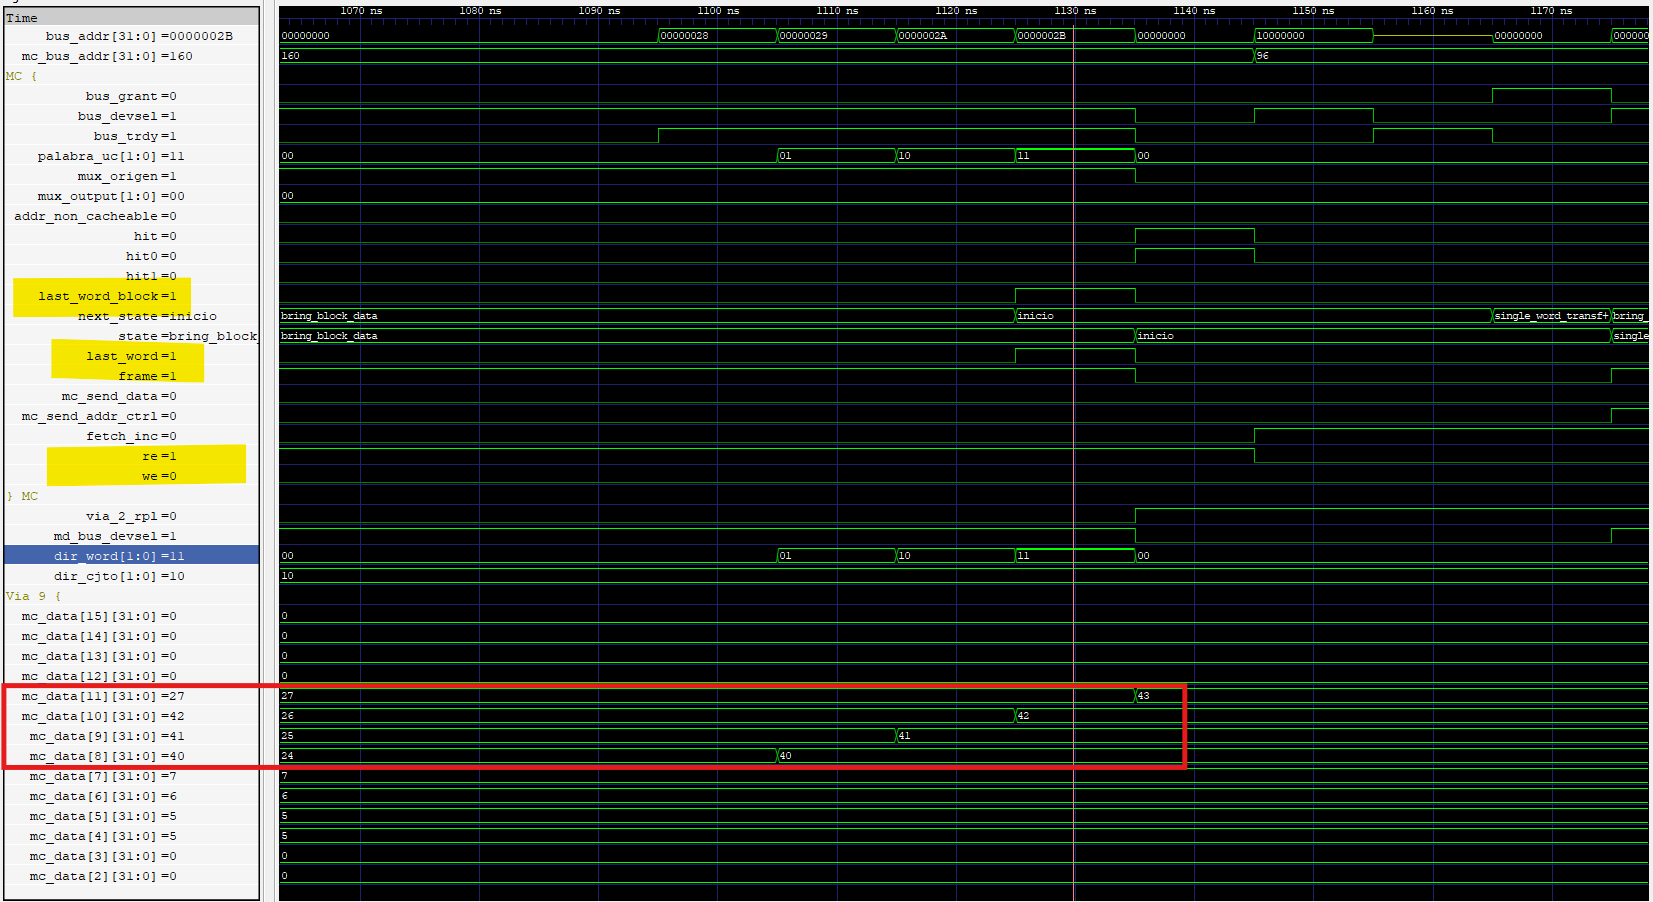 Time 1070 ns 1080 ns 1090 ns 1100 ns 1110 ns 1120 ns 1130 ns 1140 ns 1150 ns 1160 ns 1170 ns
bus_addr[31:0] =0000002B 00000000 00000028 00000029 0000002A 0000002B 00000000 10000000 00000000 000000
mc_bus_addr[31:0] =160 160 96
MC {
bus_grant=0
bus_devsel=1
bus_trdy=1
palabra_uc[1:0] =11 00 01 10 11 00
mux_origen=1
mux_output[1:0] =00 00
addr_non_cacheable=0
hit=0
hit0=0
hit1=0
last_word_block=1
next_state=inicio bring_block_data inicio single_word_transf+ bring_
state=bring_block_ bring_block_data inicio single
last_word=1
frame=1
mc_send_data=0
mc_send_addr_ctrl=0
fetch_inc=0
re=1
we=0
} MC
via_2_rpl=0
md_bus_devsel=1
dir_word[1:0] =11 00 01 10 11 00
dir_cjto[1:0] =10 10
Via 9 {
mc_data[15][31:0] =0 0
mc_data[14][31:0] =0 0
mc_data[13][31:0] =0 0
mc_data[12][31:0] =0 0
mc_data[11][31:0] =27 27 43
mc_data[10][31:0] =42 26 42
mc_data[9][31:0] =41 25 41
mc_data[8][31:0] =40 24 40
mc_data[7][31:0] =7 7
mc_data[6][31:0] =6 6
mc_data[5][31:0] =5 5
mc_data[4][31:0] =5 5
mc_data[3][31:0] =0 0
mc_data[2][31:0] =0 0